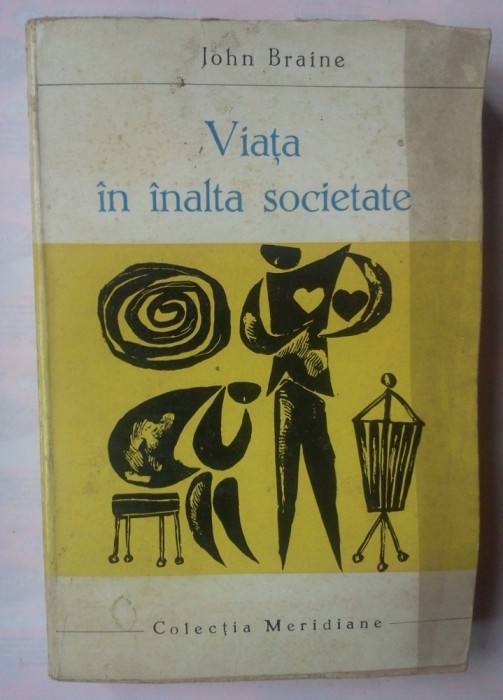 John Braine
Viața
în înalta societate
Colecția Meridiane